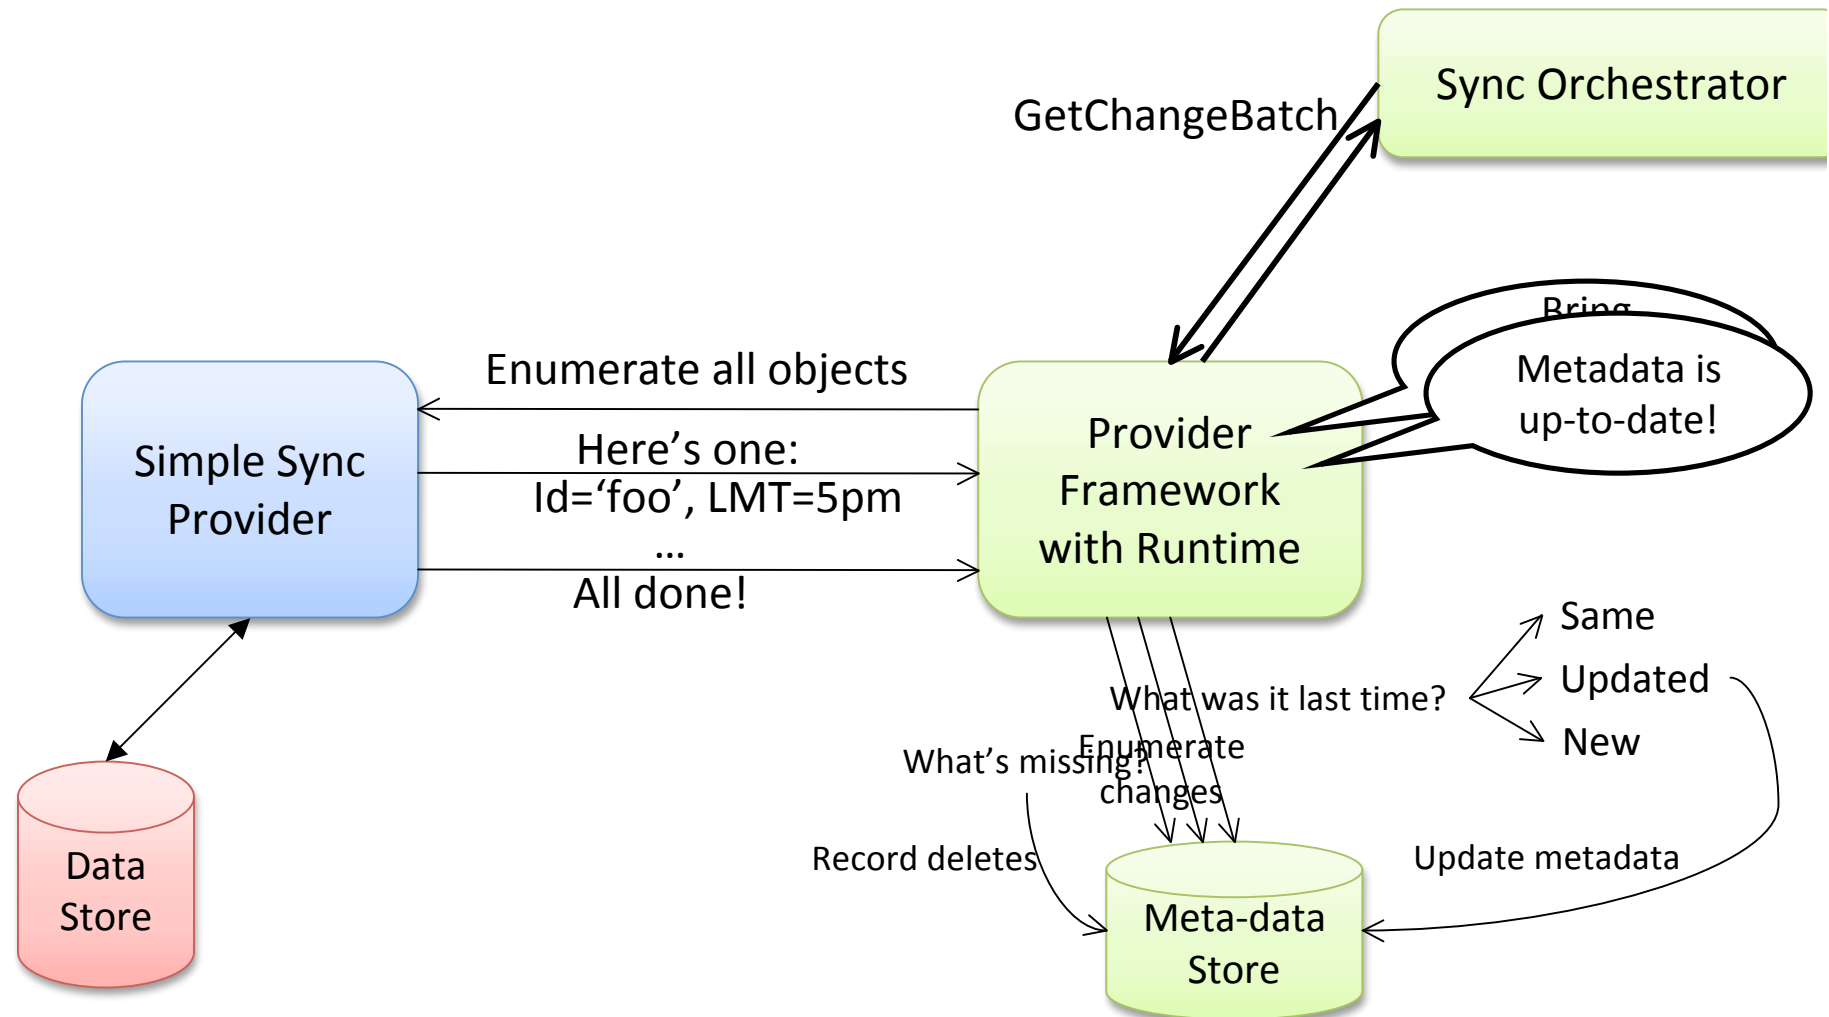 Sync Orchestrator
GetChangeBatch
Bring
Metadata is
up-to-date!
Enumerate all objects
Here’s one:
Id=‘foo’, LMT=5pm
...
All done!
Simple Sync
Provider
Provider
Framework
with Runtime
Same
Updated
New
What was it last time?
Enumerate
changes
What’s missing?
Record deletes
Update metadata
Data
Store
Meta-data
Store